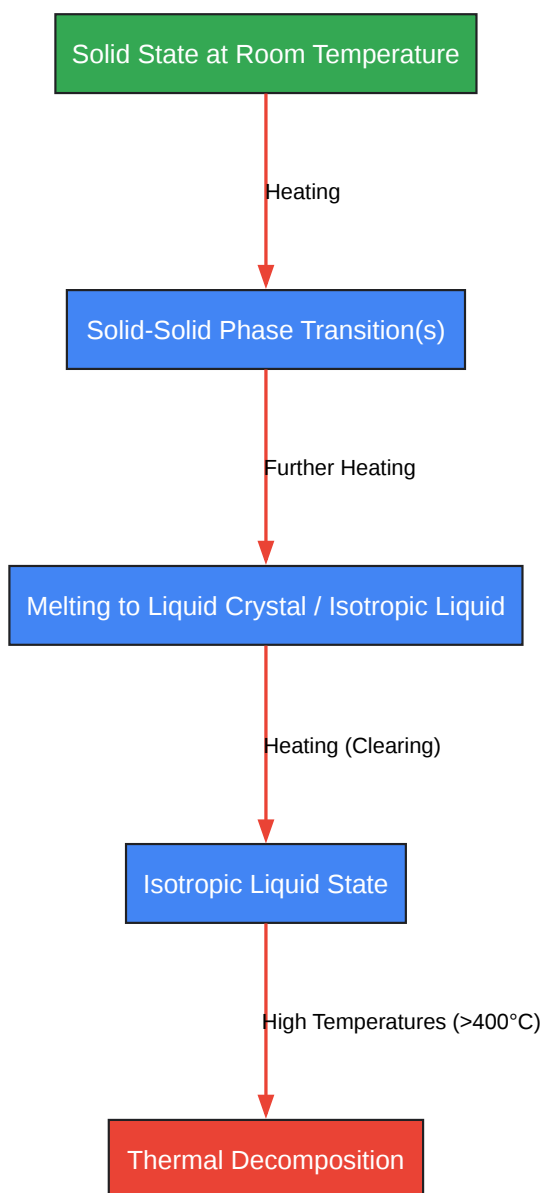 Solid State at Room Temperature
Heating
Solid-Solid Phase Transition(s)
Further Heating
Melting to Liquid Crystal / Isotropic Liquid
Heating (Clearing)
Isotropic Liquid State
High Temperatures (>400°C)
Thermal Decomposition